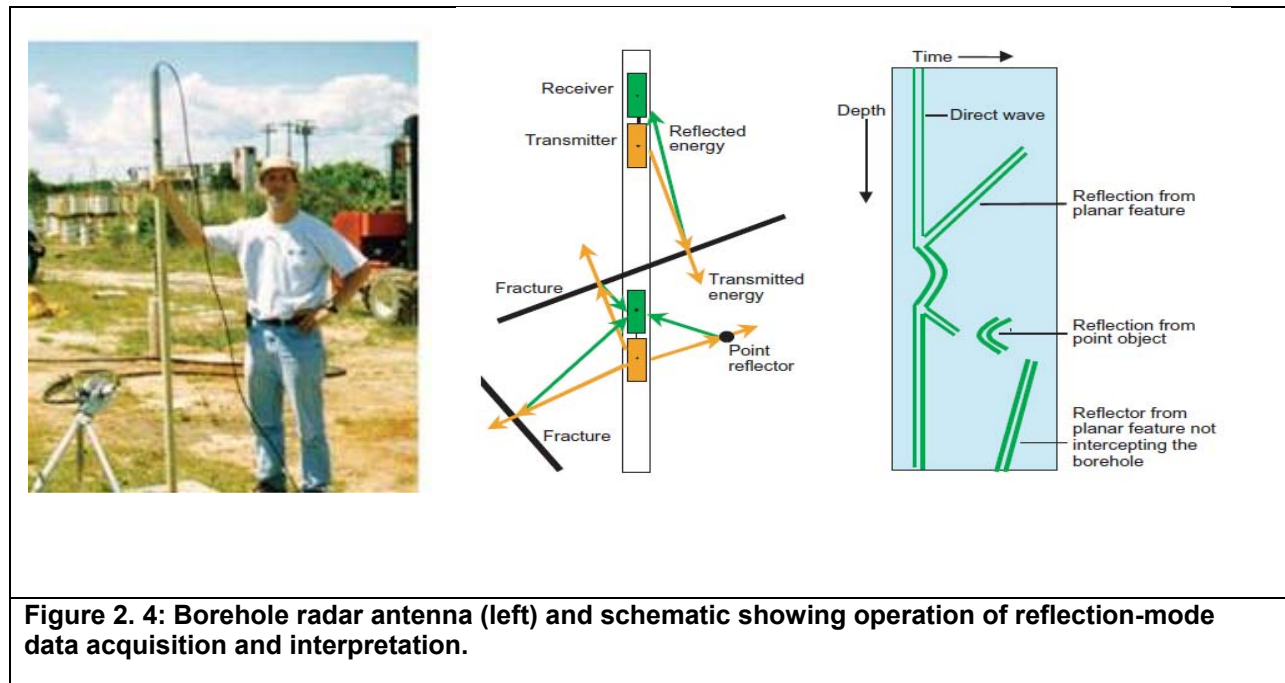 Receiver
Transmitter
Reflected
energy
Fracture
Transmitted
energy
Point
reflector
Fracture
Time
Depth
Direct wave
Reflection from
planar feature
Reflection from
point object
Reflector from
planar feature not
intercepting the
borehole
Figure 2. 4: Borehole radar antenna (left) and schematic showing operation of reflection-mode
data acquisition and interpretation.